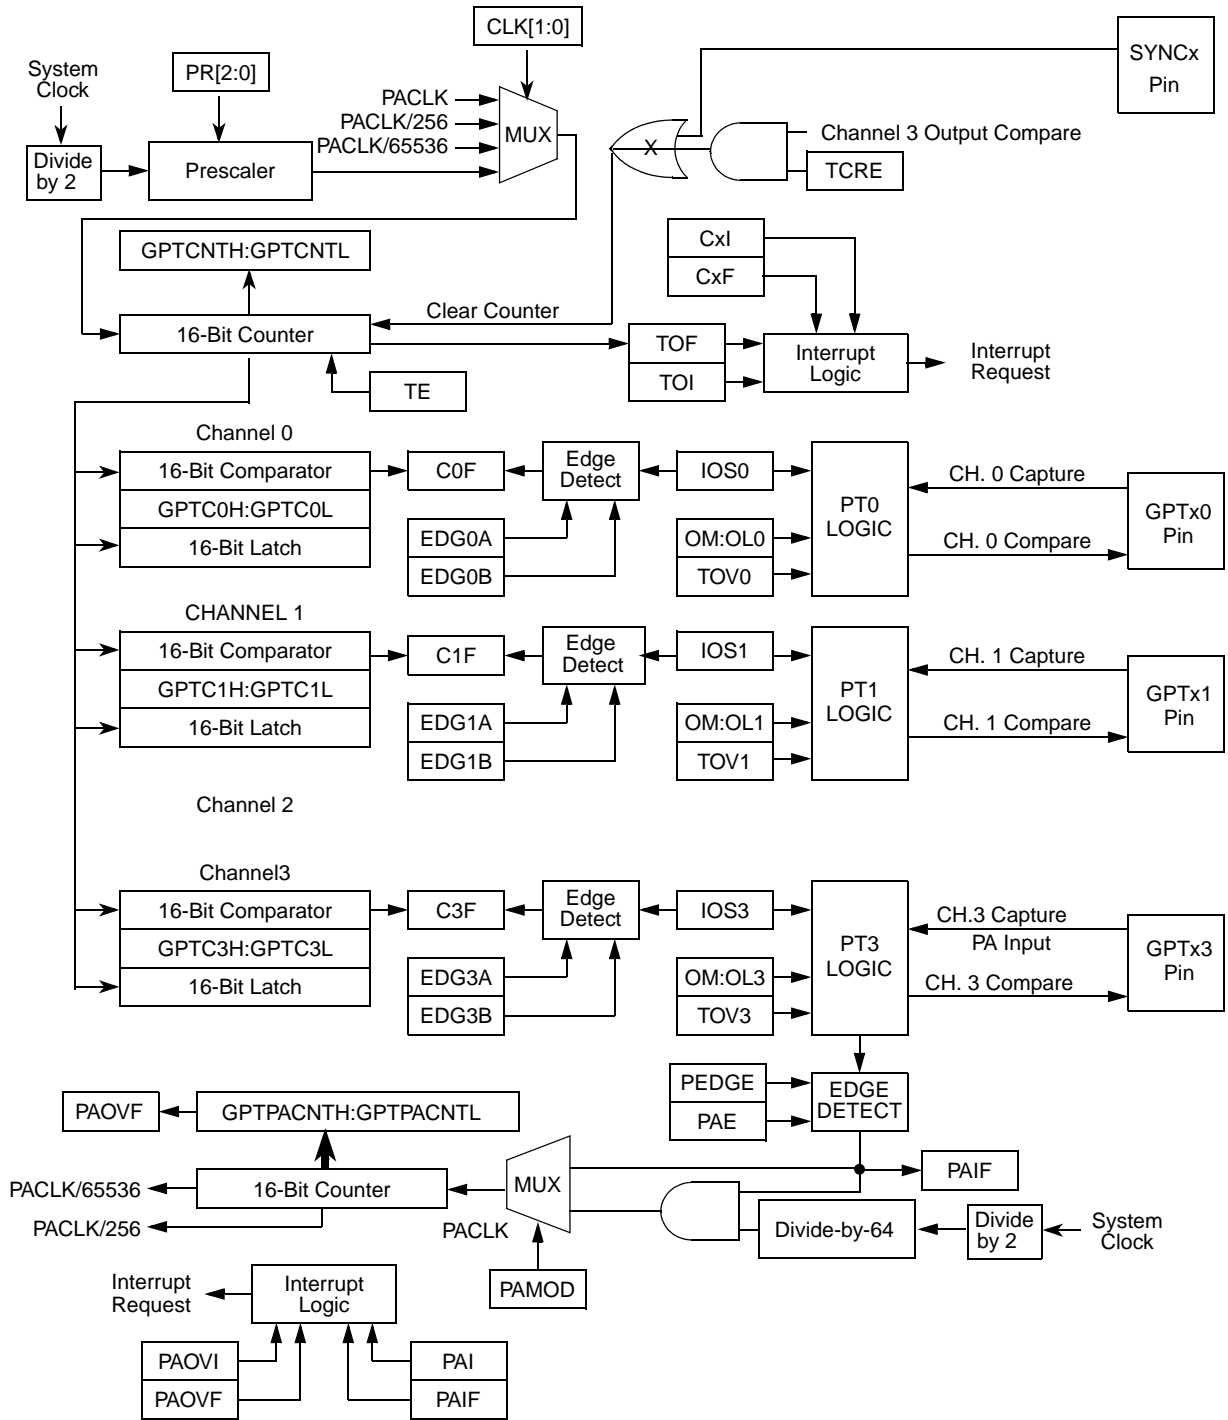 CLK[1:0]
SYNCx
Pin
System
Clock
PR[2:0]
PACLK
PACLK/256
PACLK/65536
MUX
Divide
by 2
Prescaler
X
Channel 3 Output Compare
TCRE
GPTCNTH:GPTCNTL
CxI
CxF
Clear Counter
16-Bit Counter
TOF
TOI
Interrupt
Logic
Interrupt
Request
TE
Channel 0
16-Bit Comparator
GPTC0H:GPTC0L
16-Bit Latch
C0F
Edge
Detect
IOS0
EDG0A
EDG0B
OM:OL0
TOV0
PT0
LOGIC
CH. 0 Capture
CH. 0 Compare
GPTx0
Pin
CHANNEL 1
16-Bit Comparator
GPTC1H:GPTC1L
16-Bit Latch
C1F
Edge
Detect
IOS1
EDG1A
EDG1B
OM:OL1
TOV1
PT1
LOGIC
CH. 1 Capture
CH. 1 Compare
GPTx1
Pin
Channel 2
Channel3
16-Bit Comparator
GPTC3H:GPTC3L
16-Bit Latch
C3F
Edge
Detect
IOS3
EDG3A
EDG3B
OM:OL3
TOV3
PT3
LOGIC
CH.3 Capture
PA Input
CH. 3 Compare
GPTx3
Pin
PEDGE
PAE
EDGE
DETECT
PAOVF
GPTPACNTH:GPTPACNTL
PACLK/65536
16-Bit Counter
PACLK/256
MUX
PACLK
PAIF
Divide-by-64
Divide
by 2
System
Clock
PAMOD
Interrupt
Request
Interrupt
Logic
PAOVI
PAOVF
PAI
PAIF